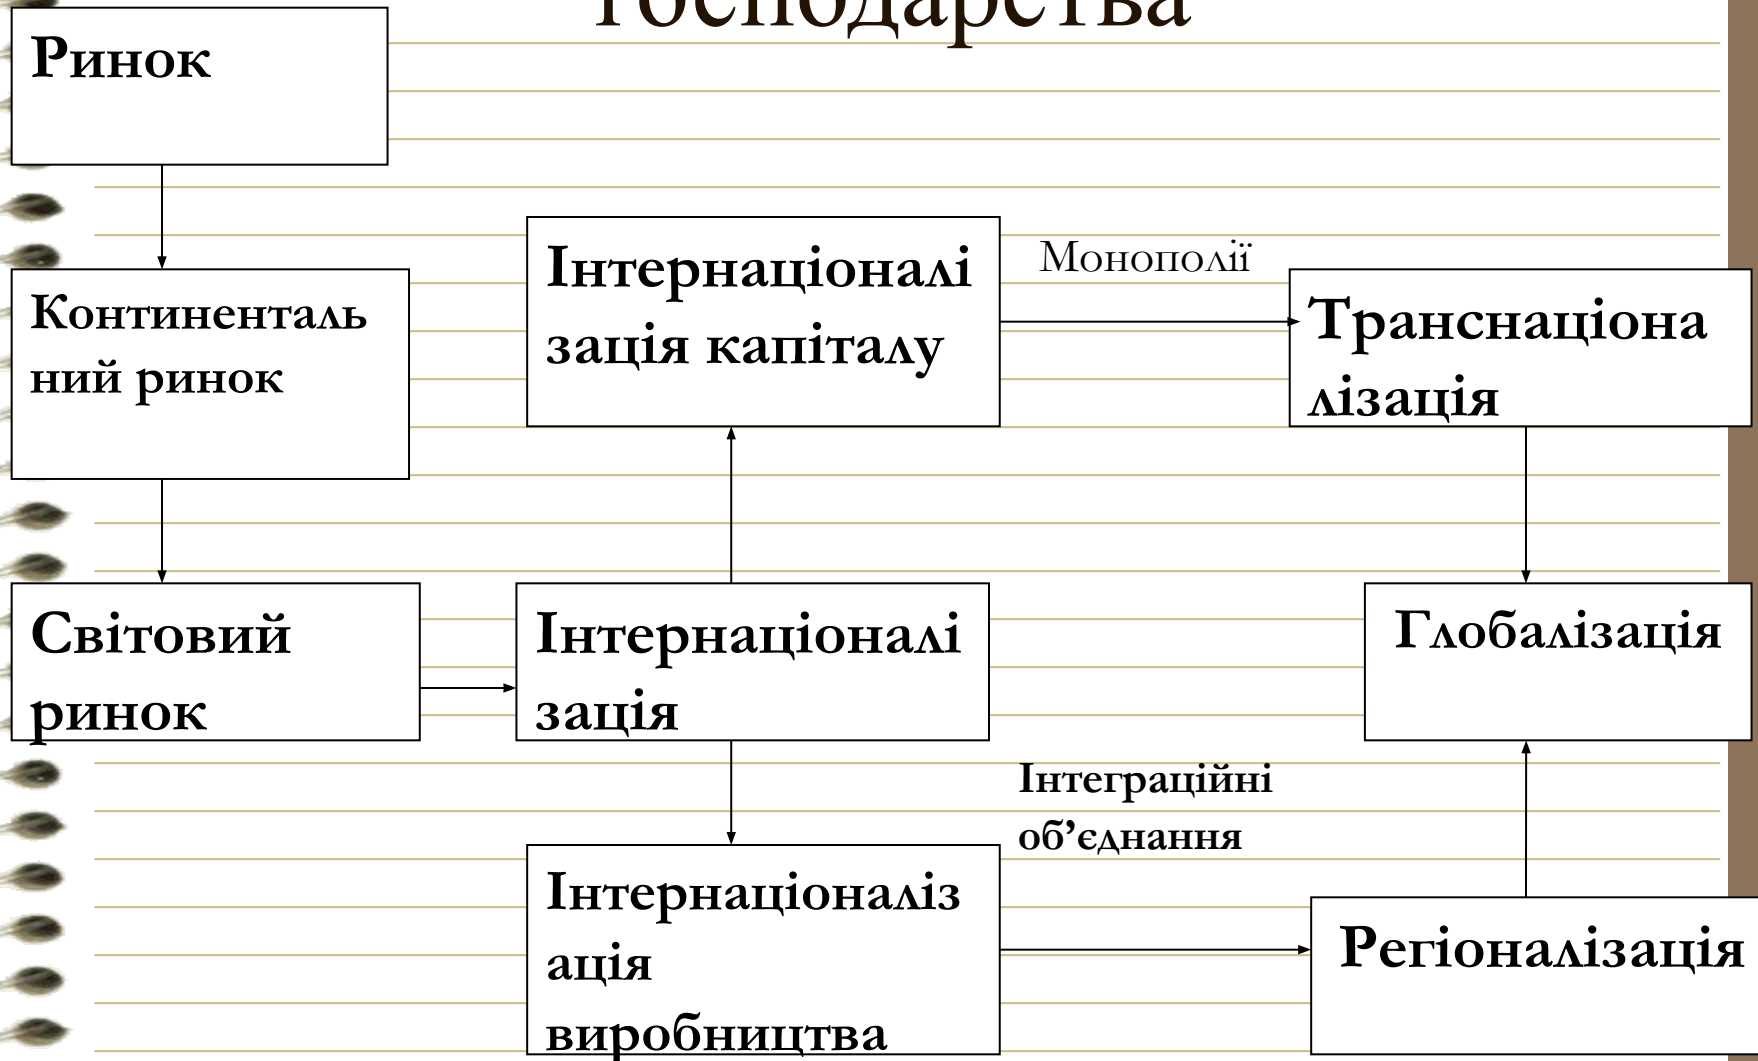 господарства
Ринок
Інтернаціоналі
зація капіталу
Монополії
Транснаціона
лізація
Континенталь
ний ринок
Світовий
ринок
Інтернаціоналі
зація
Глобалізація
Інтеграційні
об’єднання
Інтернаціоналіз
ація
виробництва
Регіоналізація